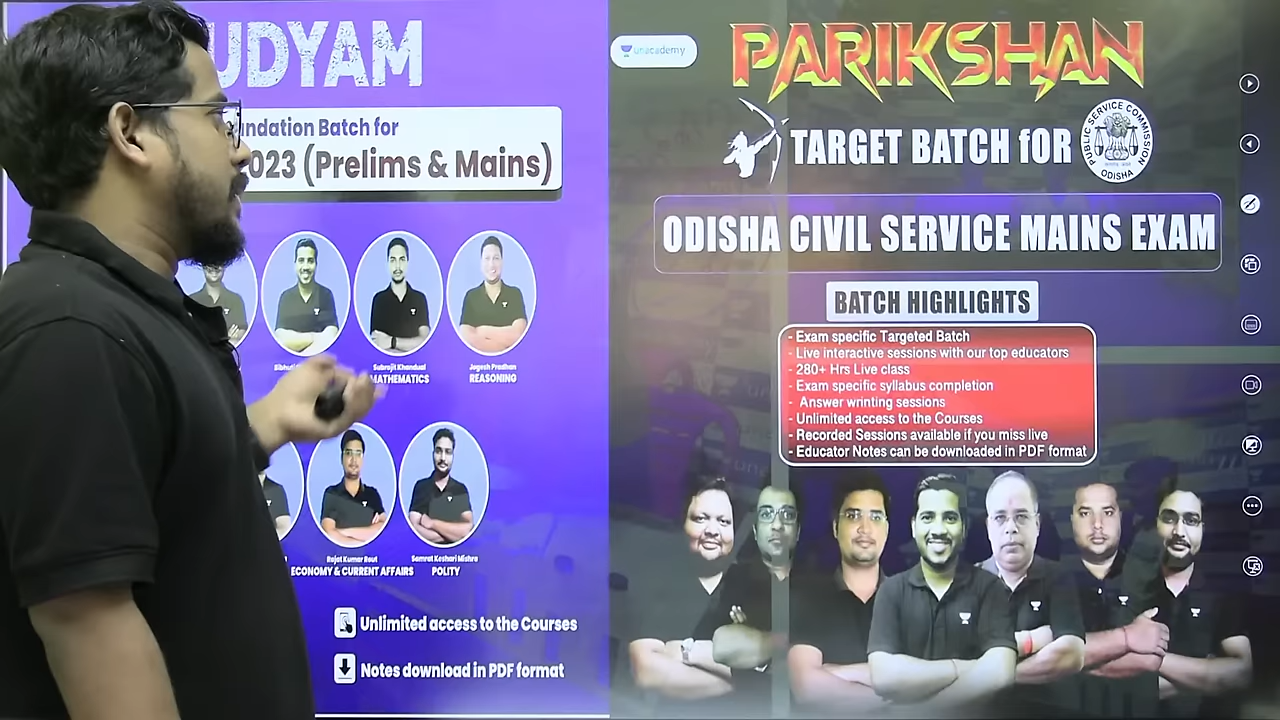 UDYAM
undation Batch for
2023 (Prelims & Mains)
Subrajit Khandual
MATHEMATICS
Jogesh Pradhan
REASONING
Rajat Kumar Rout
ECONOMY & CURRENT AFFAIRS
Samrat Keshari Mishra
POLITY
Unlimited access to the Courses
Notes download in PDF format
unacademy
PARIKSHAN
TARGET BATCH fOR
PUBLIC SERVICE COMMISSION
ODISHA
ODISHA CIVIL SERVICE MAINS EXAM
BATCH HIGHLIGHTS
- Exam specific Targeted Batch
- Live interactive sessions with our top educators
- 280+ Hrs Live class
- Exam specific syllabus completion
- Answer wrinting sessions
- Unlimited access to the Courses
- Recorded Sessions available if you miss live
- Educator Notes can be downloaded in PDF format